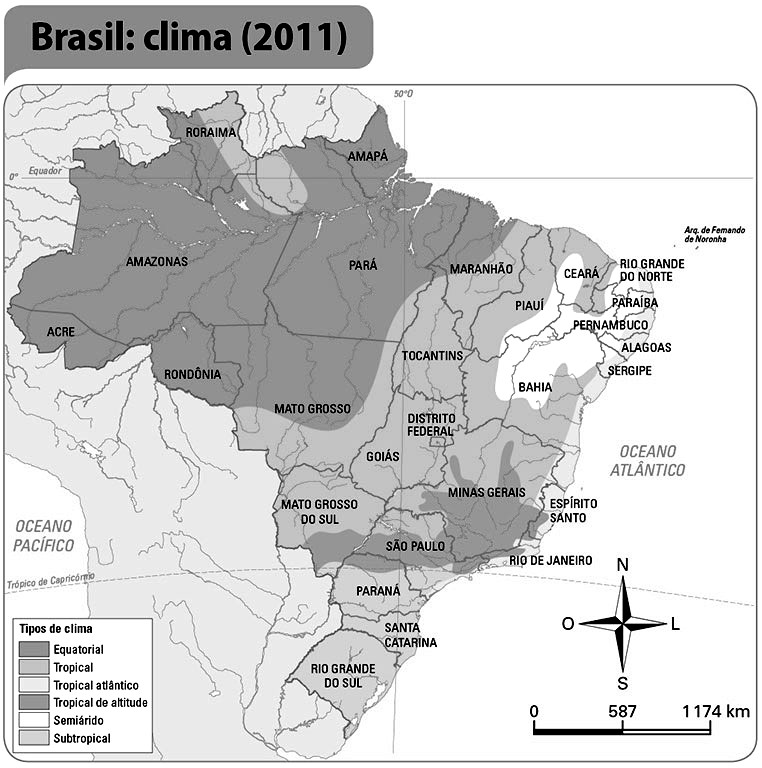 Brasil: clima (2011)
50°O
RORAIMA
AMAPÁ
Equador
0°
Arq. de Fernando
de Noronha
AMAZONAS
PARÁ
MARANHÃO
CEARÁ
RIO GRANDE
DO NORTE
PIAUÍ
PARAÍBA
PERNAMBUCO
ACRE
ALAGOAS
TOCANTINS
SERGIPE
RONDÔNIA
BAHIA
MATO GROSSO
DISTRITO
FEDERAL
GOIÁS
OCEANO
ATLÂNTICO
MINAS GERAIS
MATO GROSSO
DO SUL
ESPÍRITO
SANTO
OCEANO
PACÍFICO
SÃO PAULO
RIO DE JANEIRO
Trópico de Capricórnio
PARANÁ
N
O
L
S
SANTA
CATARINA
RIO GRANDE
DO SUL
Tipos de clima
Equatorial
Tropical
Tropical atlântico
Tropical de altitude
Semiárido
Subtropical
0 587 1 174 km